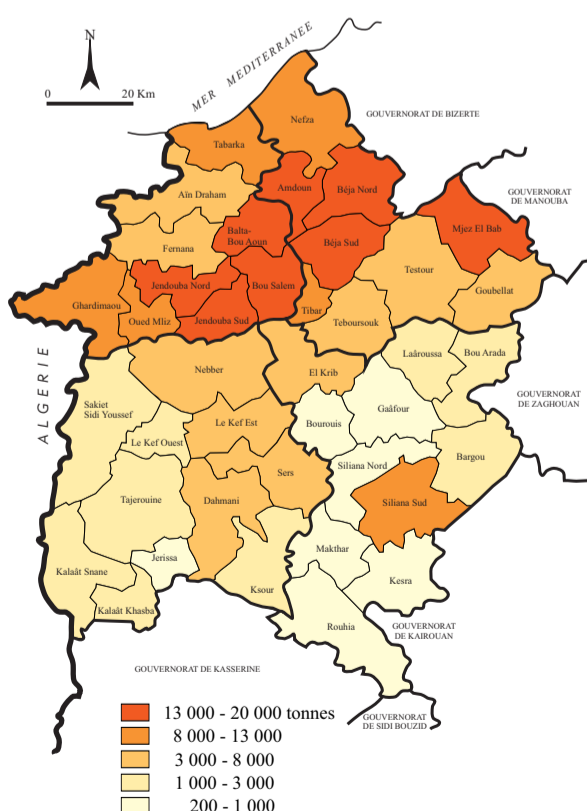 N
0 20 Km
MER MEDITERRANEE
GOUVERNORAT DE BIZERTE
Nefza
Tabarka
GOUVERNORAT
DE MANOUBA
Amdoun
Béja Nord
Aïn Draham
Mjez El Bab
Balta-
Bou Aoun
Béja Sud
Fernana
Testour
Jendouba Nord
Bou Salem
Goubellat
Ghardimaou
Oued Mliz
Jendouba Sud
Tibar
Teboursouk
ALGERIE
Nebber
El Krib
Laâroussa
Bou Arada
GOUVERNORAT
DE ZAGHOUAN
Sakiet
Sidi Youssef
Le Kef Est
Bourouis
Gaâfour
Le Kef Ouest
Bargou
Siliana Nord
Sers
Tajerouine
Dahmani
Siliana Sud
Jerissa
Makthar
Kalaât Snane
Ksour
Kesra
Kalaât Khasba
Rouhia
GOUVERNORAT
DE KAIROUAN
GOUVERNORAT DE KASSERINE
GOUVERNORAT
DE SIDI BOUZID
13 000 - 20 000 tonnes
8 000 - 13 000
3 000 - 8 000
1 000 - 3 000
200 - 1 000